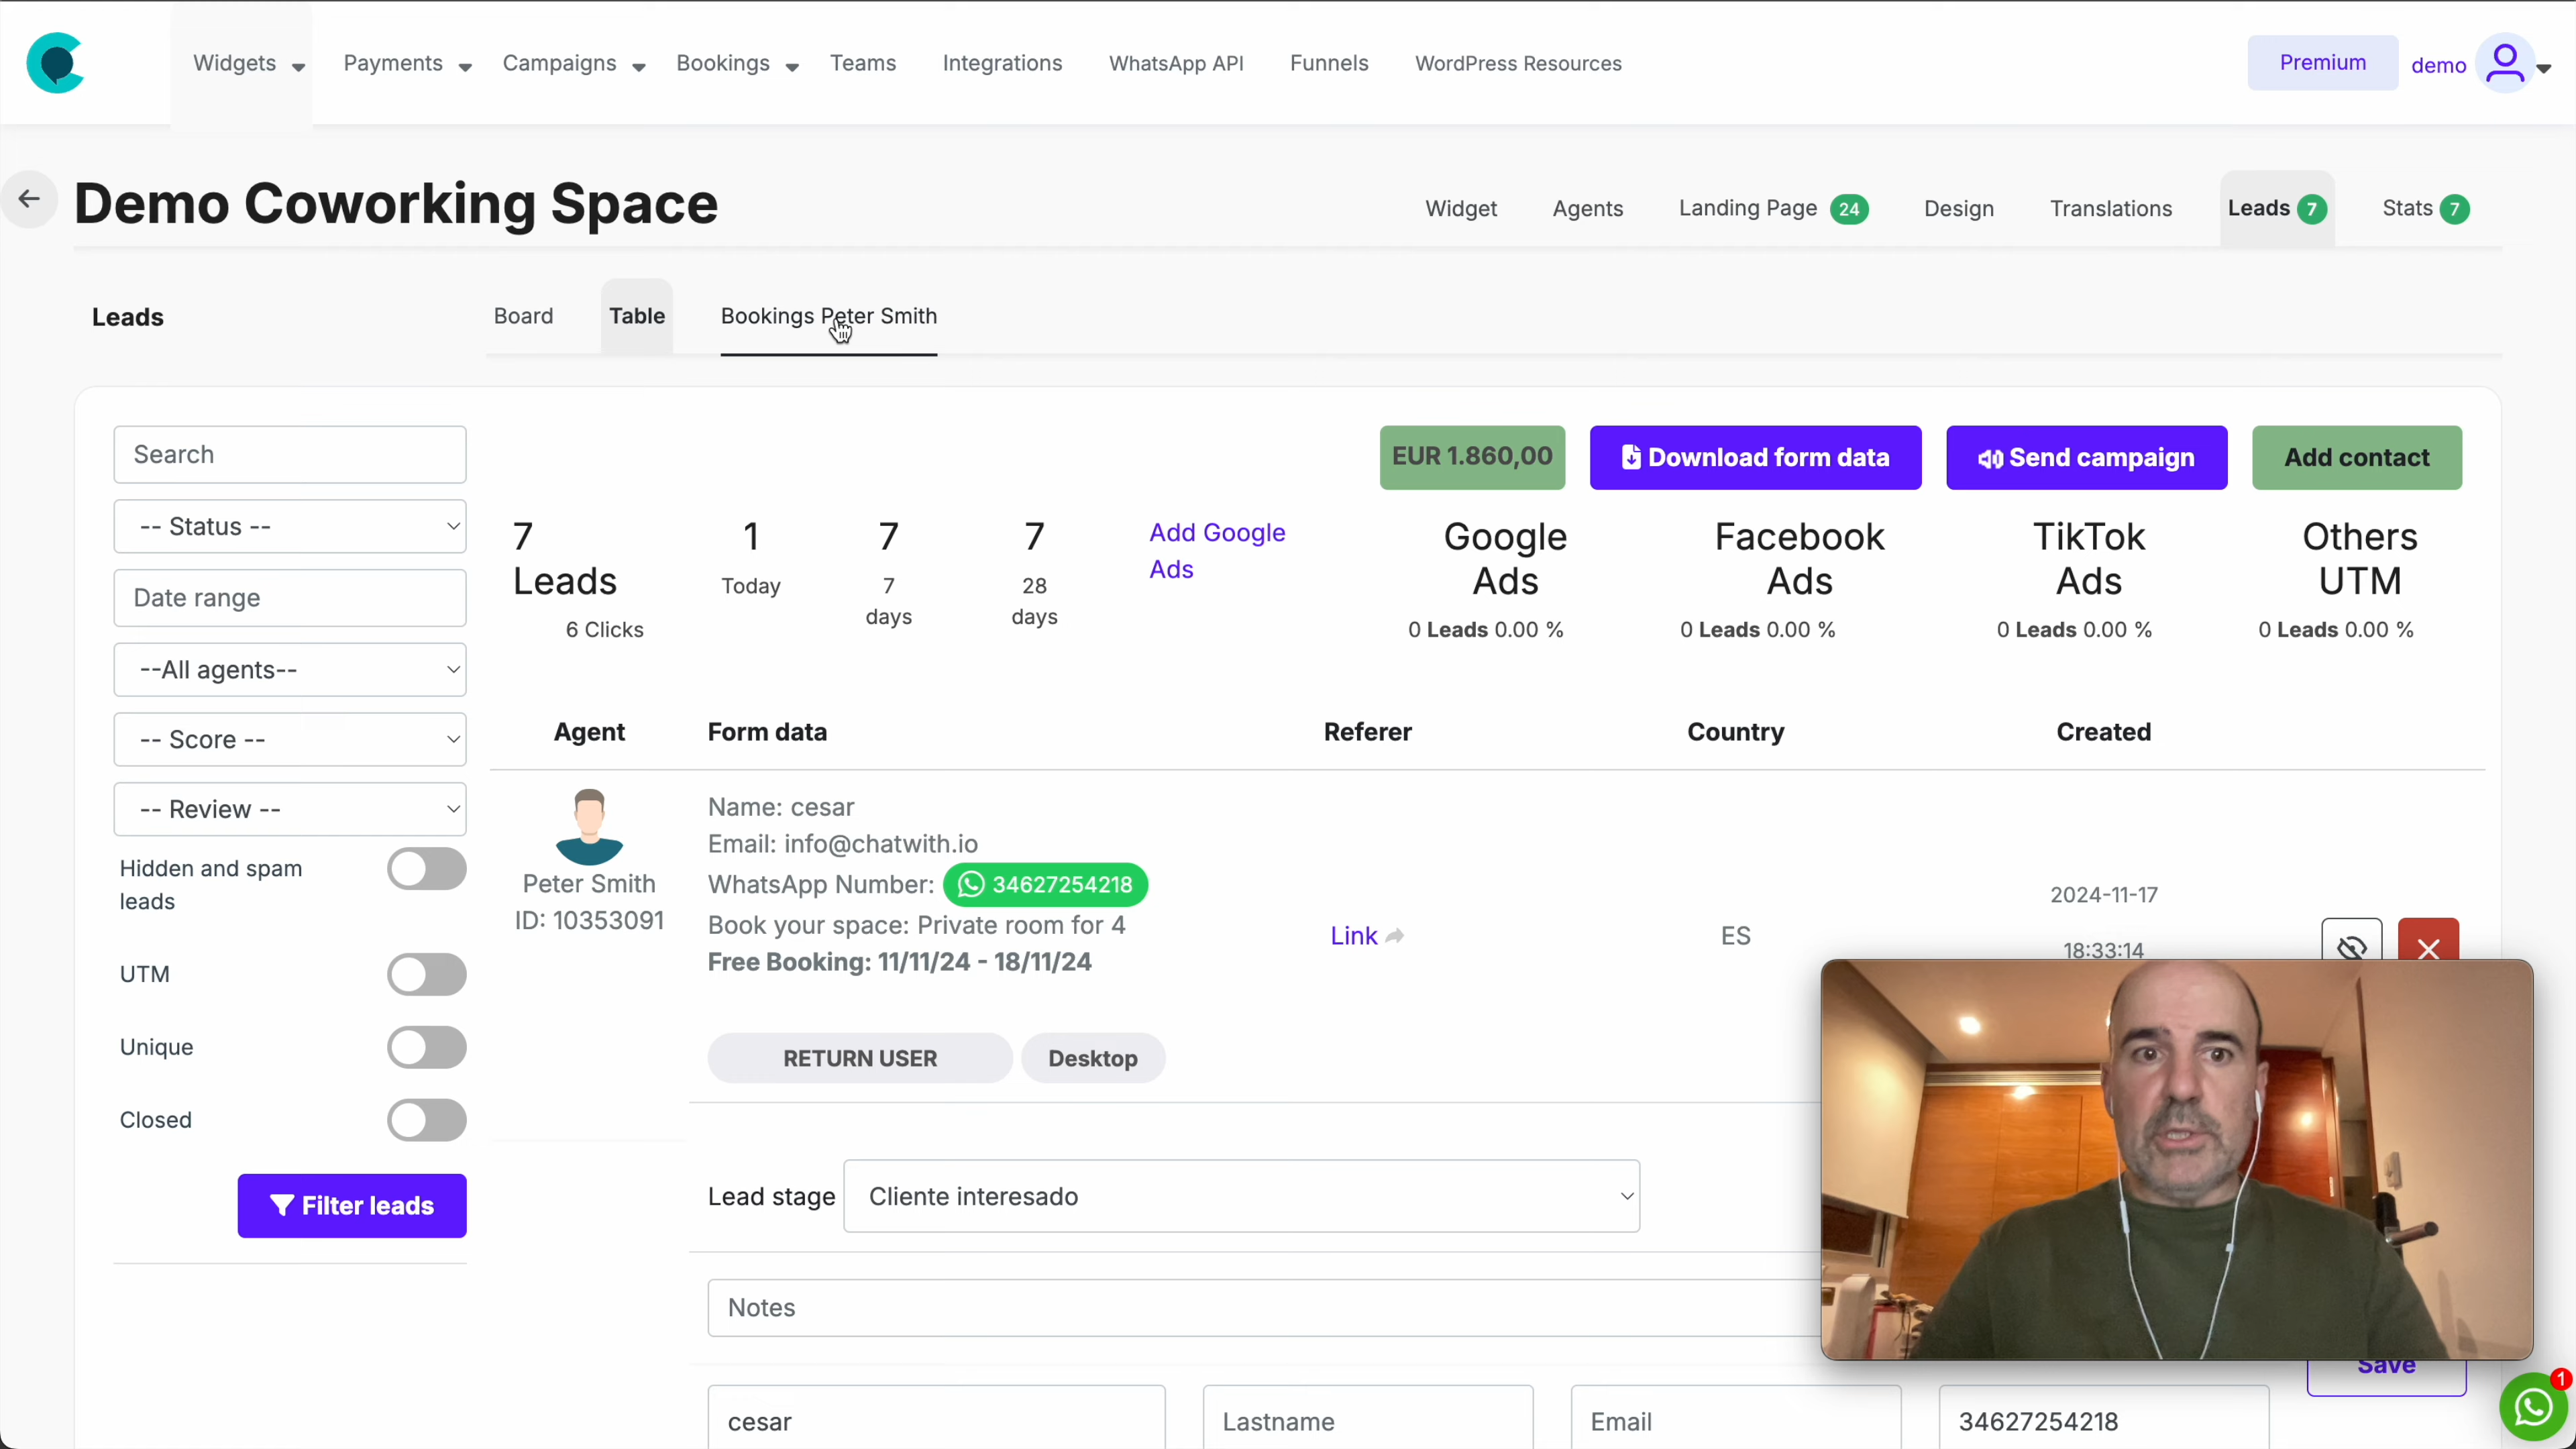 Widgets Payments Campaigns Bookings Teams Integrations WhatsApp API Funnels WordPress Resources Premium demo
Demo Coworking Space
Widget Agents Landing Page 24 Design Translations Leads 7 Stats 7
Leads
Board Table Bookings Peter Smith
Search
-- Status --
Date range
--All agents--
-- Score --
-- Review --
Hidden and spam
leads
UTM
Unique
Closed
Filter leads
EUR 1.860,00 Download form data Send campaign Add contact
7
Leads
6 Clicks
1
Today
7
7
days
7
28
days
Add Google
Ads
Google
Ads
0 Leads 0.00 %
Facebook
Ads
0 Leads 0.00 %
TikTok
Ads
0 Leads 0.00 %
Others
UTM
0 Leads 0.00 %
Agent Form data Referer Country Created
Peter Smith
ID: 10353091
Name: cesar
Email: info@chatwith.io
WhatsApp Number: 34627254218
Book your space: Private room for 4
Free Booking: 11/11/24 - 18/11/24
Link
ES
2024-11-17
18:33:14
RETURN USER Desktop
Lead stage Cliente interesado
Notes
Save
cesar Lastname Email 34627254218
1